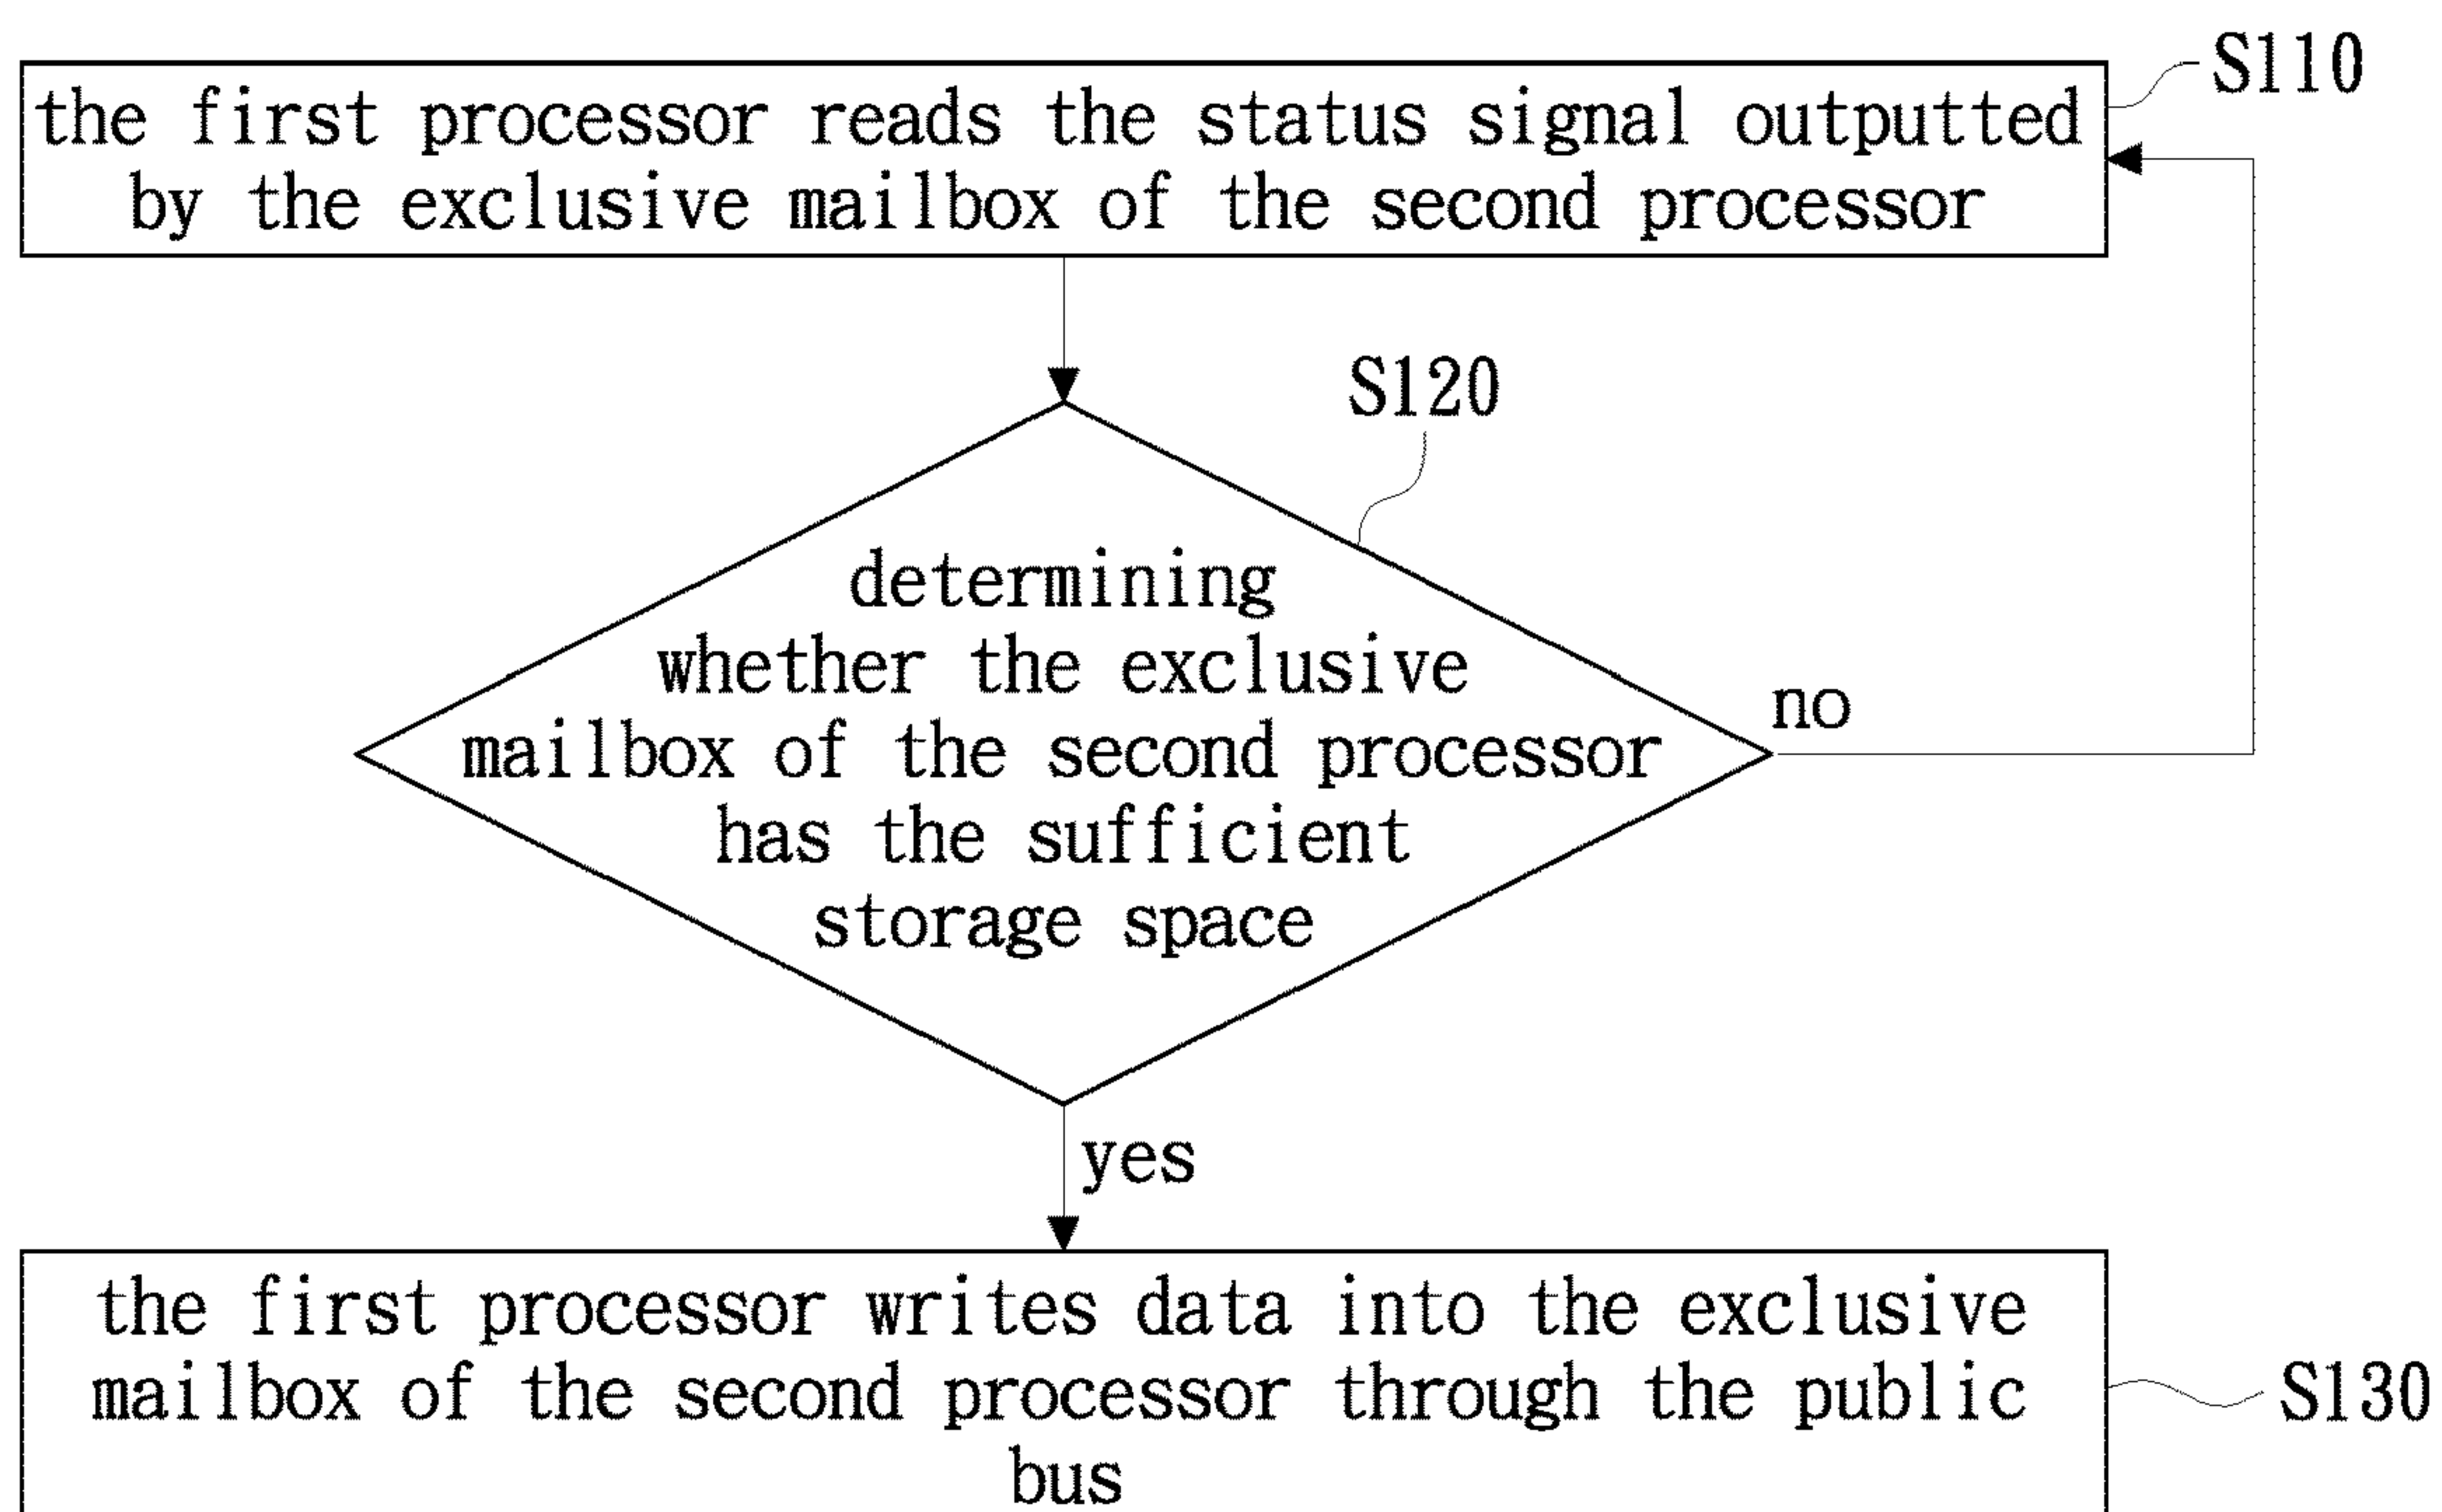 S110
the first processor reads the status signal outputted
by the exclusive mailbox of the second processor
S120
determining
whether the exclusive
mailbox of the second processor
has the sufficient
storage space
no
yes
the first processor writes data into the exclusive
mailbox of the second processor through the public
bus
S130